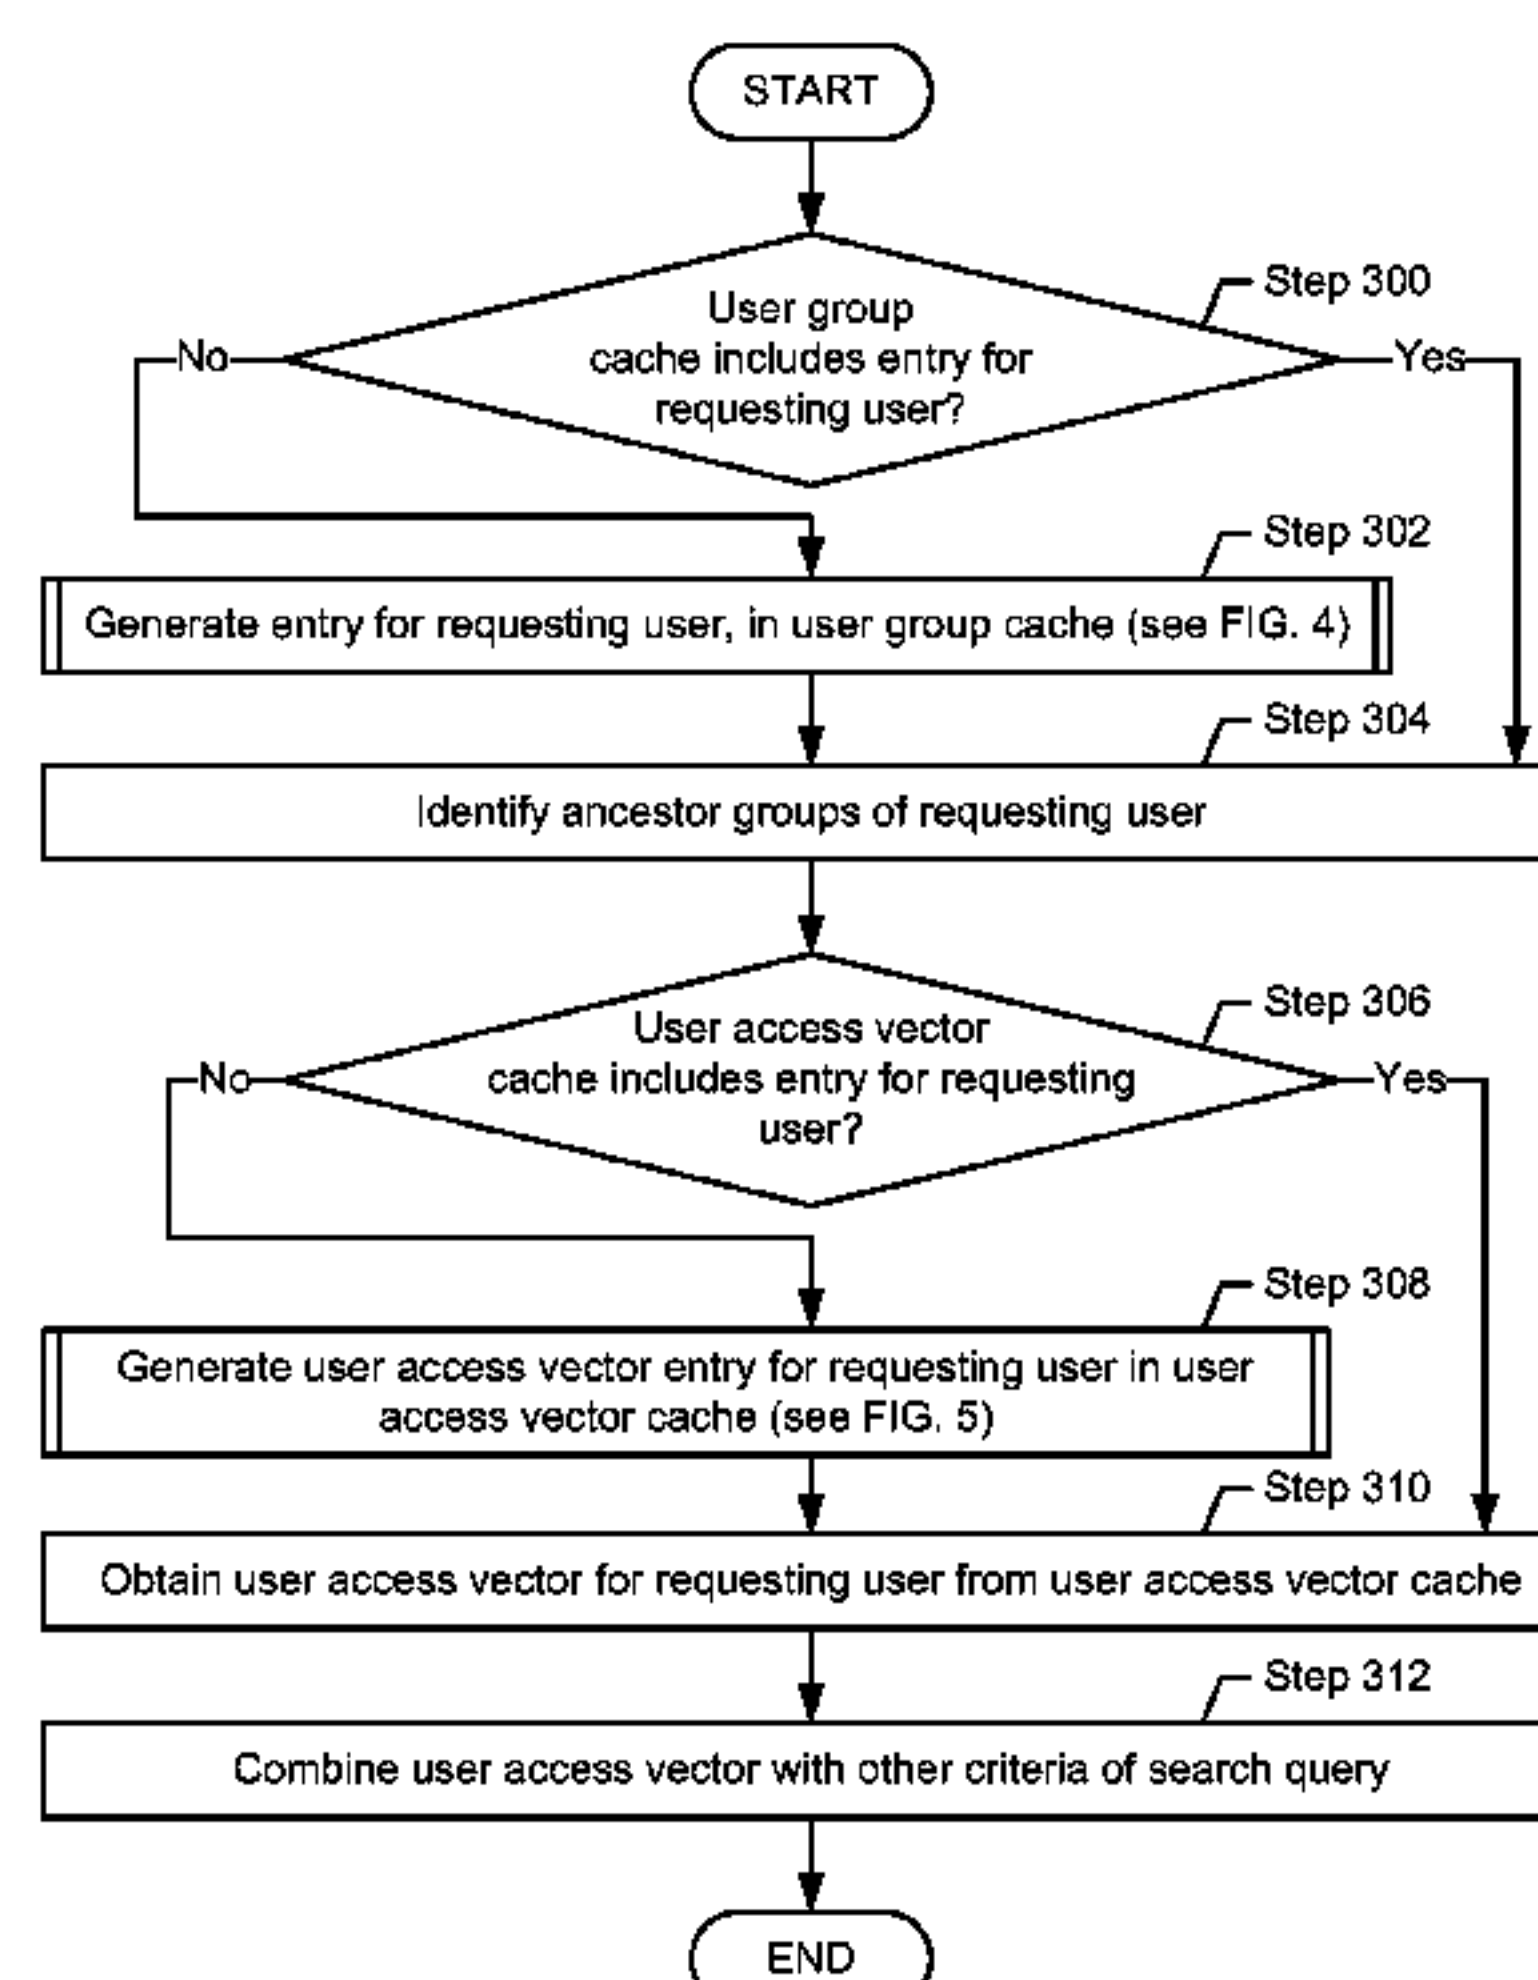 START
Step 300
User group
cache includes entry for
requesting user?
No
Yes
Step 302
Generate entry for requesting user, in user group cache (see FIG. 4)
Step 304
Identify ancestor groups of requesting user
Step 306
User access vector
cache includes entry for requesting
user?
No
Yes
Step 308
Generate user access vector entry for requesting user in user
access vector cache (see FIG. 5)
Step 310
Obtain user access vector for requesting user from user access vector cache
Step 312
Combine user access vector with other criteria of search query
END